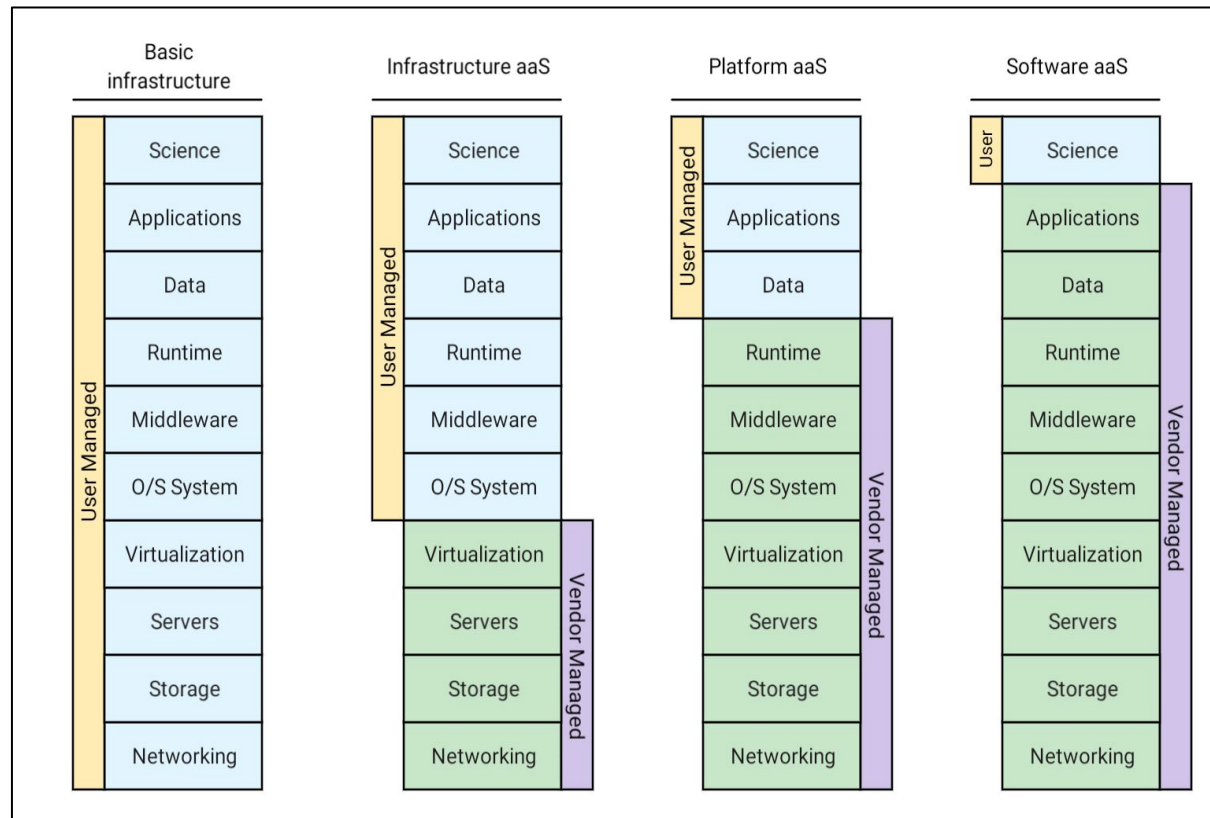 Basic
infrastructure
User Managed
Science
Applications
Data
Runtime
Middleware
O/S System
Virtualization
Servers
Storage
Networking
Infrastructure aaS
User Managed
Science
Applications
Data
Runtime
Middleware
O/S System
Virtualization
Servers
Storage
Networking
Vendor Managed
Platform aaS
User Managed
Science
Applications
Data
Runtime
Middleware
O/S System
Virtualization
Servers
Storage
Networking
Vendor Managed
Software aaS
User
Science
Applications
Data
Runtime
Middleware
O/S System
Virtualization
Servers
Storage
Networking
Vendor Managed